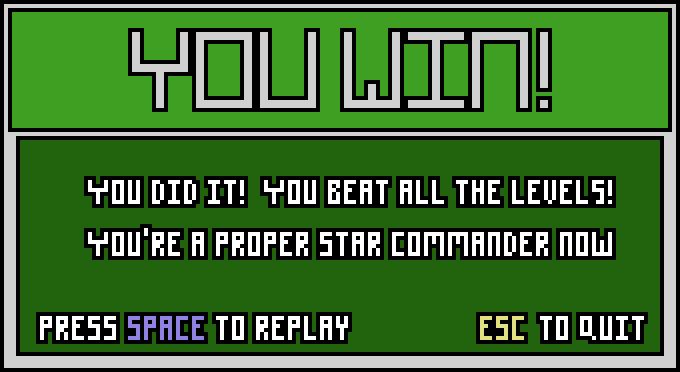 YOU WIN!
YOU DID IT! YOU BEAT ALL THE LEVELS!
YOU'RE A PROPER STAR COMMANDER NOW
PRESS SPACE TO REPLAY
ESC TO QUIT